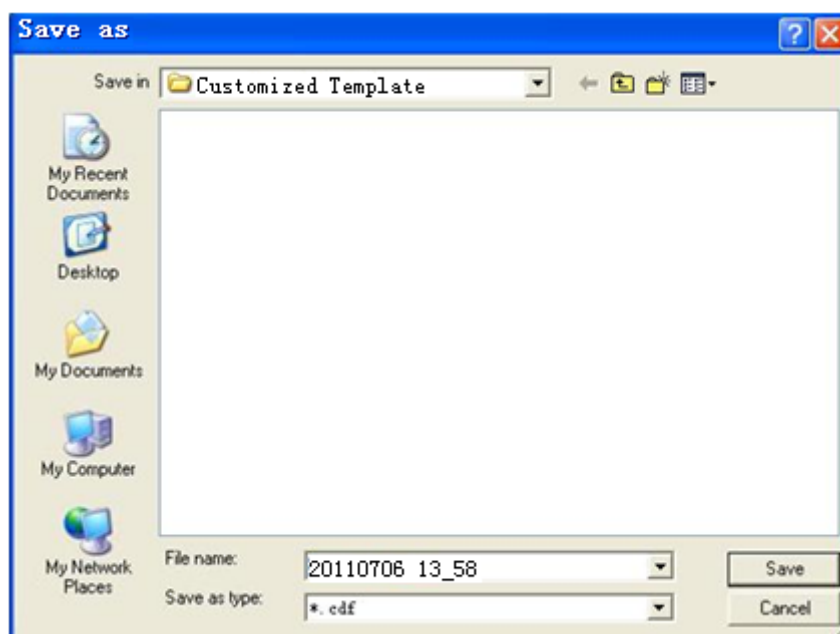 Save as
Save in Customized Template
My Recent
Documents
Desktop
My Documents
My Computer
My Network
Places
File name: 20110706 13_58 Save
Save as type: *.cdf Cancel